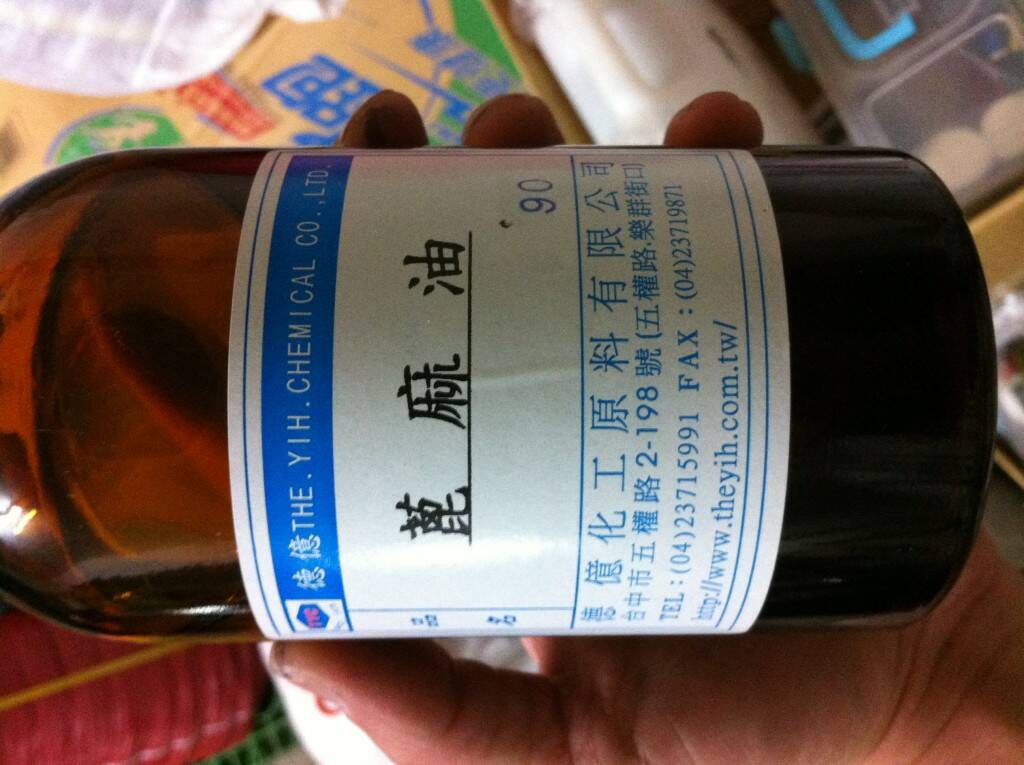 德億THE.YIH.CHEMICAL CO.,LTD.
品名
蓖麻油
90
德億化工原料有限公司
台中市五權路2-198號(五權路.樂群街口)
TEL:(04)23715991 FAX:(04)23719871
http://www.theyih.com.tw/